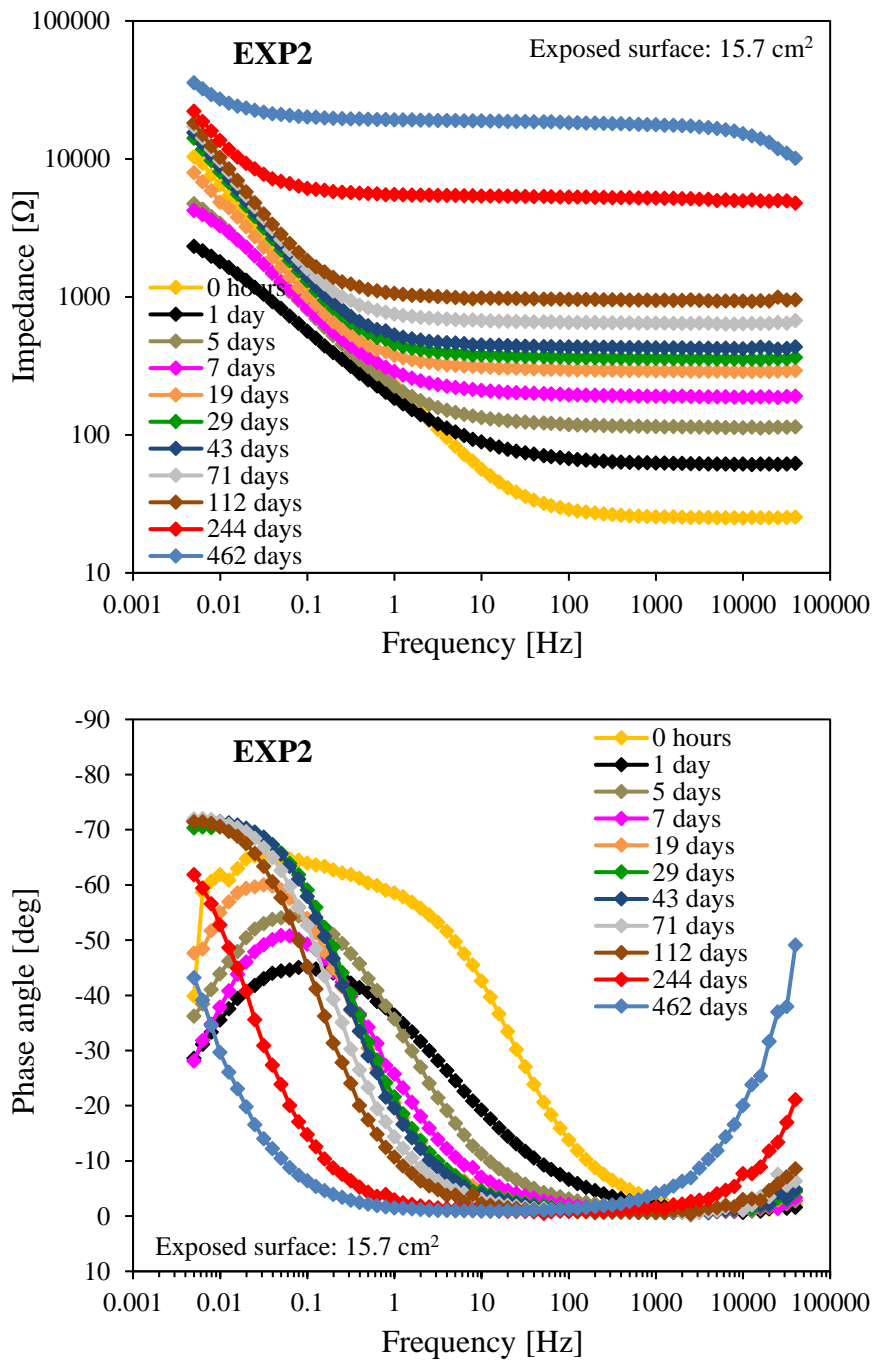 EXP2
Exposed surface: 15.7 cm²
100000
10000
1000
100
10
Impedance [Ω]
0 hours
1 day
5 days
7 days
19 days
29 days
43 days
71 days
112 days
244 days
462 days
0.001 0.01 0.1 1 10 100 1000 10000 100000
Frequency [Hz]
-90
-80
-70
-60
-50
-40
-30
-20
-10
0
10
Phase angle [deg]
EXP2
0 hours
1 day
5 days
7 days
19 days
29 days
43 days
71 days
112 days
244 days
462 days
Exposed surface: 15.7 cm²
0.001 0.01 0.1 1 10 100 1000 10000 100000
Frequency [Hz]